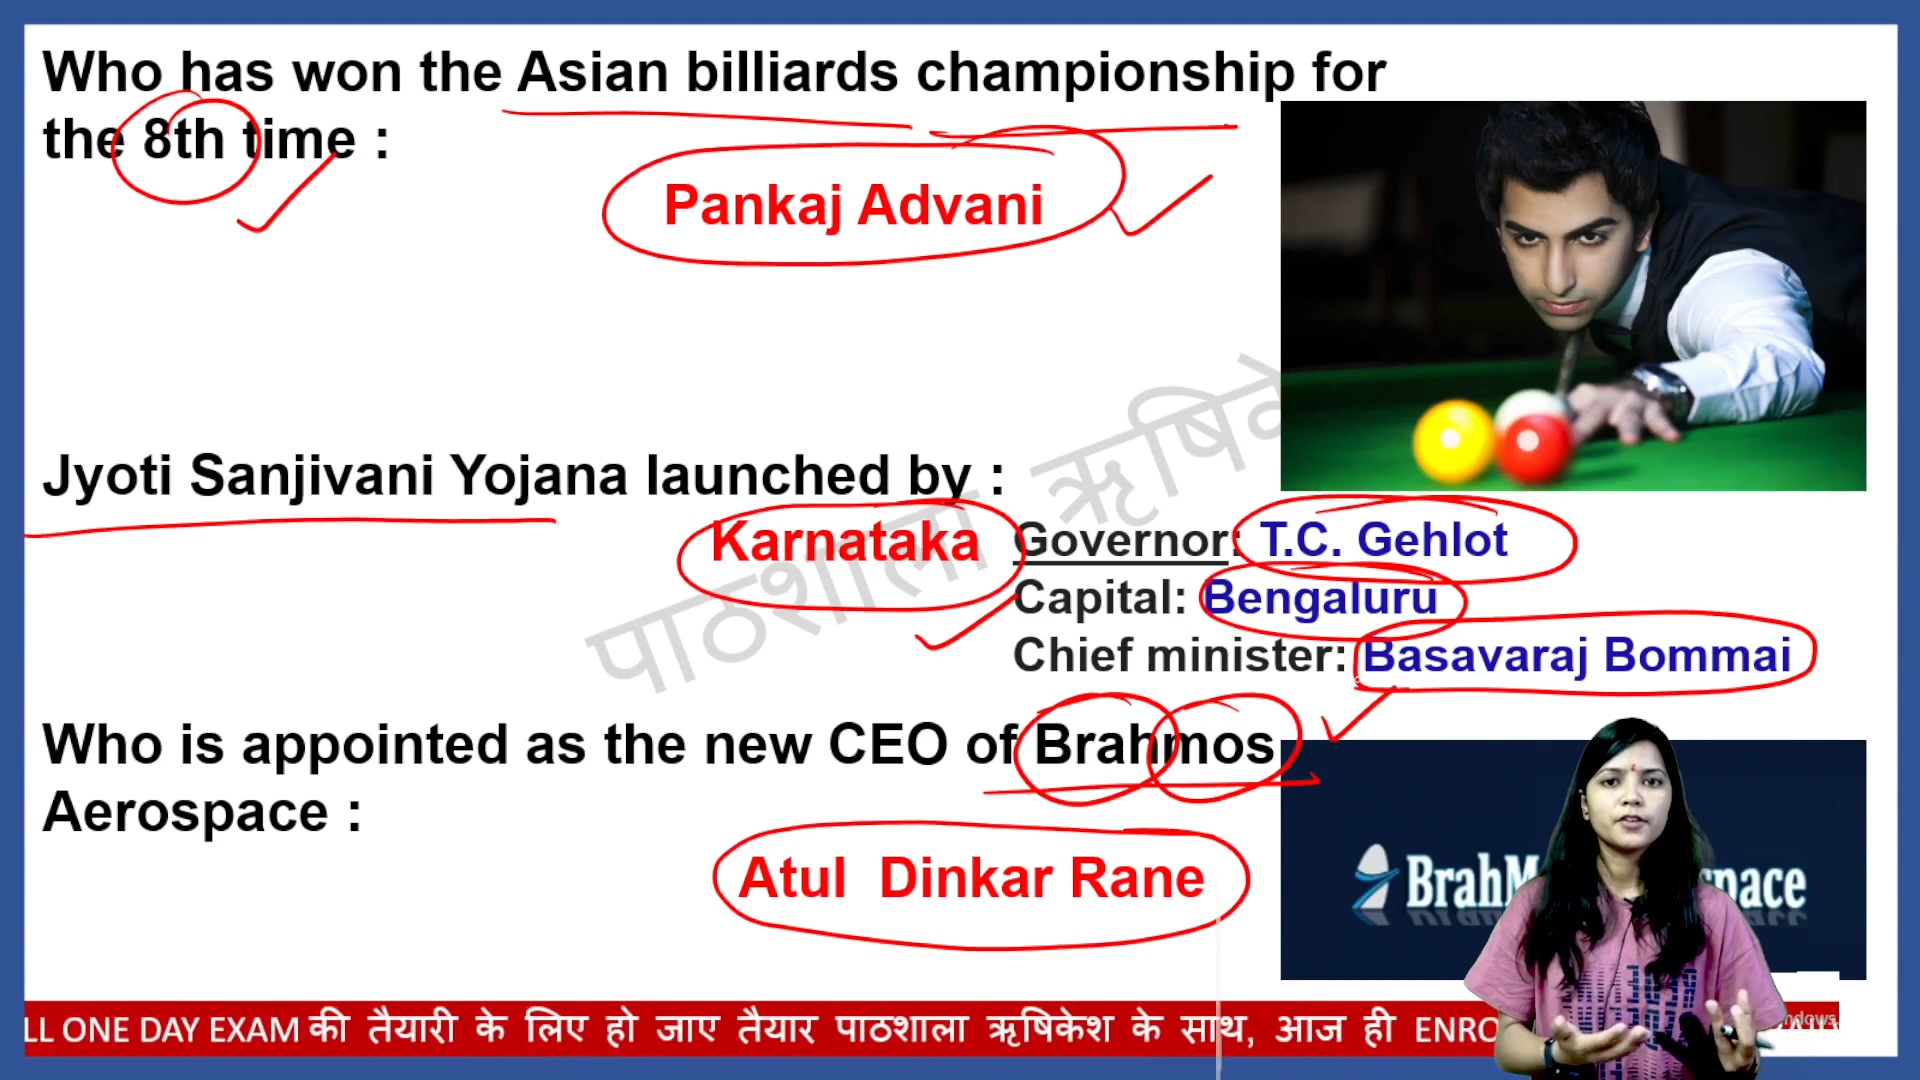 Who has won the Asian billiards championship for
the 8th time :
Pankaj Advani
Jyoti Sanjivani Yojana launched by :
Karnataka
Governor: T.C. Gehlot
Capital: Bengaluru
Chief minister: Basavaraj Bommai
पाठशाला
Who is appointed as the new CEO of Brahmos
Aerospace :
Atul Dinkar Rane
LL ONE DAY EXAM की तैयारी के लिए हो जाए तैयार पाठशाला ऋषिकेश के साथ, आज ही